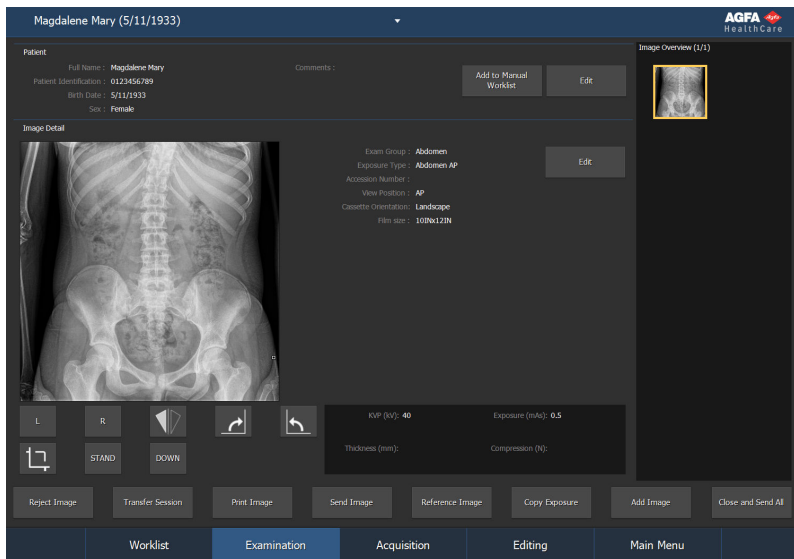 Magdalene Mary (5/11/1933)
AGFA Agfa
HealthCare
Patient
Full Name : Magdalene Mary
Patient Identification : 0123456789
Birth Date : 5/11/1933
Sex : Female
Comments :
Add to Manual
Worklist
Edit
Image Overview (1/1)
Image Detail
Exam Group : Abdomen
Exposure Type : Abdomen AP
Accession Number :
View Position : AP
Cassette Orientation: Landscape
Film size : 10INx12IN
Edit
L
R
STAND
DOWN
KVP (kV): 40
Exposure (mAs): 0.5
Thickness (mm):
Compression (N):
Reject Image
Transfer Session
Print Image
Send Image
Reference Image
Copy Exposure
Add Image
Close and Send All
Worklist
Examination
Acquisition
Editing
Main Menu